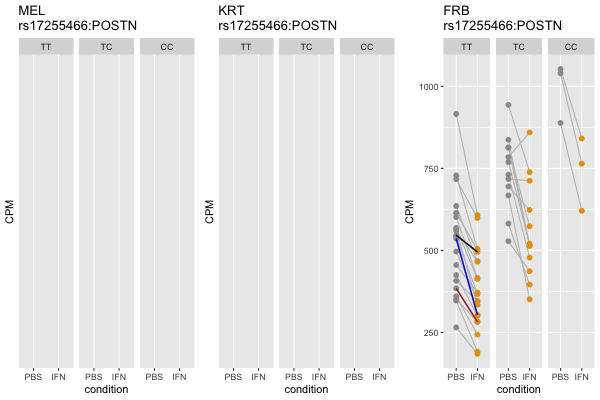 MEL
rs17255466:POSTN
TT TC CC
CPM
PBS IFN PBS IFN PBS IFN
condition
KRT
rs17255466:POSTN
TT TC CC
CPM
PBS IFN PBS IFN PBS IFN
condition
FRB
rs17255466:POSTN
TT TC CC
CPM
1000
750
500
250
PBS IFN PBS IFN PBS IFN
condition